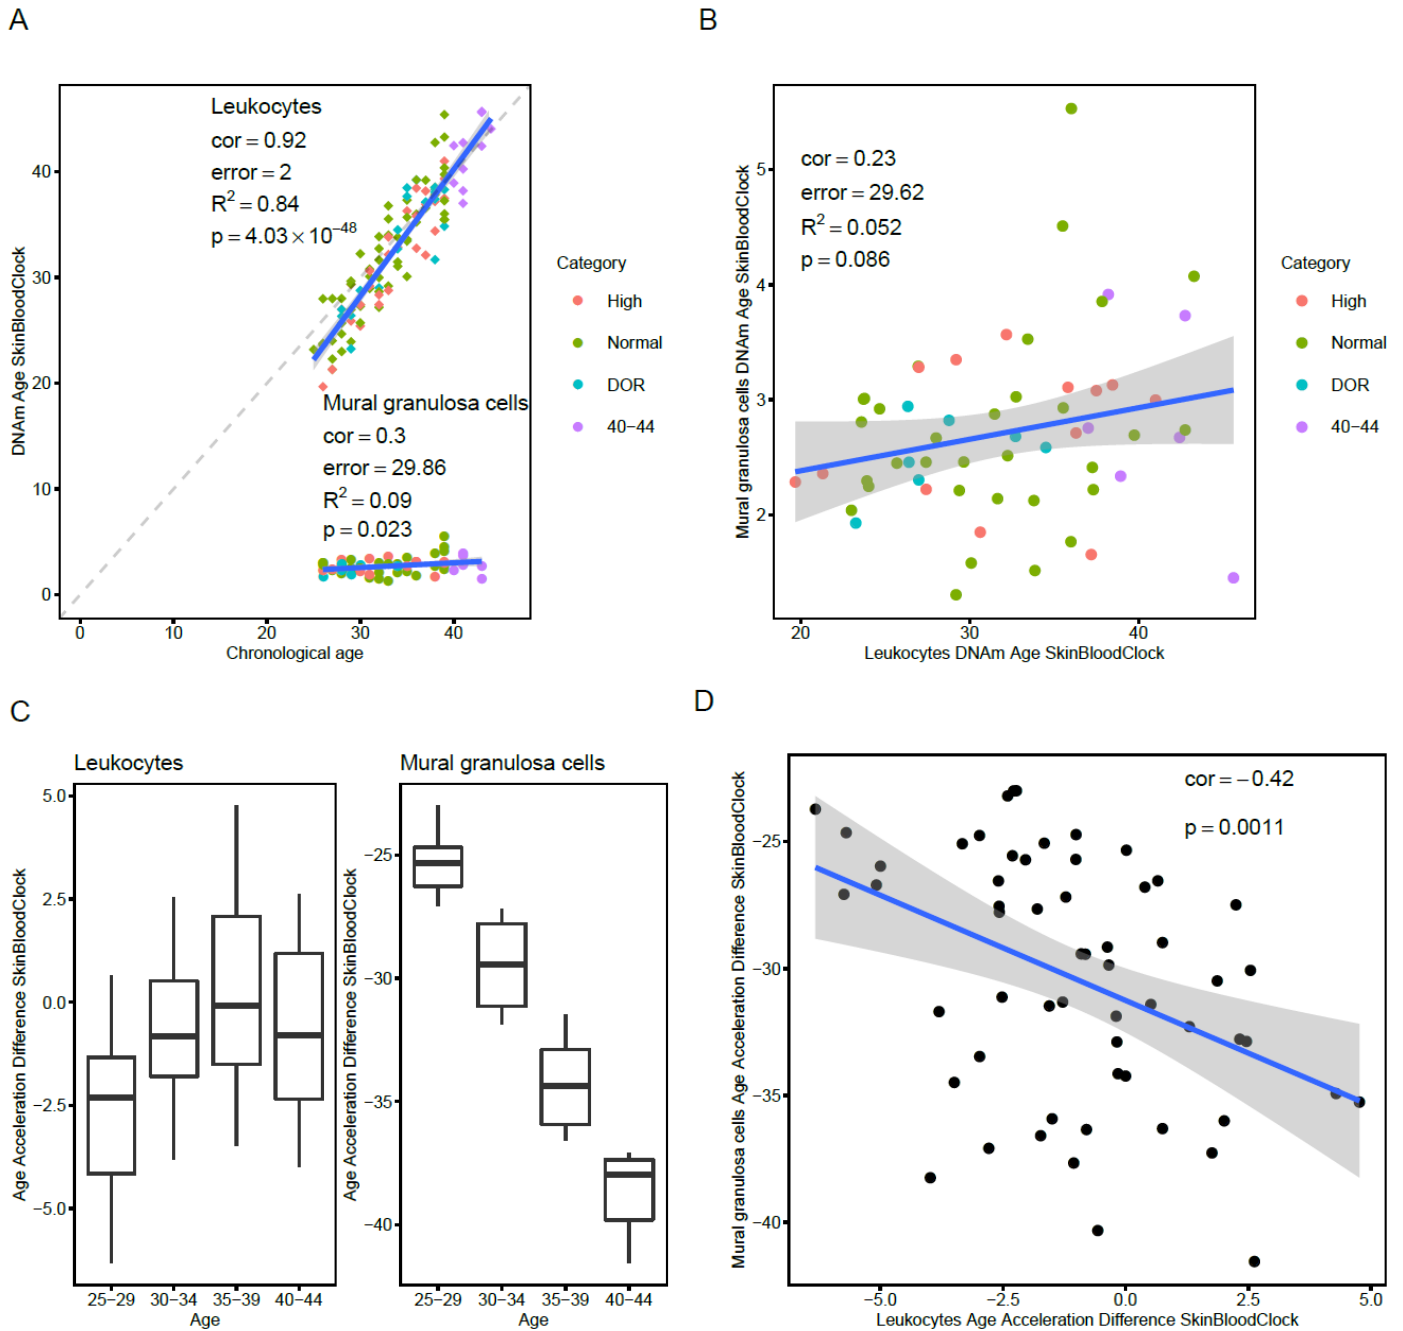 A
Leukocytes
cor = 0.92
error = 2
R² = 0.84
p = 4.03 × 10⁻⁴⁸
Mural granulosa cells
cor = 0.3
error = 29.86
R² = 0.09
p = 0.023
40
30
20
10
0
0 10 20 30 40
Chronological age
DNAm Age SkinBloodClock
Category
High
Normal
DOR
40−44
B
cor = 0.23
error = 29.62
R² = 0.052
p = 0.086
5
4
3
2
20 30 40
Leukocytes DNAm Age SkinBloodClock
Mural granulosa cells DNAm Age SkinBloodClock
Category
High
Normal
DOR
40−44
C
Leukocytes
5.0
2.5
0.0
−2.5
−5.0
25−29 30−34 35−39 40−44
Age
Age Acceleration Difference SkinBloodClock
Mural granulosa cells
−25
−30
−35
−40
25−29 30−34 35−39 40−44
Age
Age Acceleration Difference SkinBloodClock
D
cor = −0.42
p = 0.0011
−25
−30
−35
−40
−5.0 −2.5 0.0 2.5 5.0
Leukocytes Age Acceleration Difference SkinBloodClock
Mural granulosa cells Age Acceleration Difference SkinBloodClock